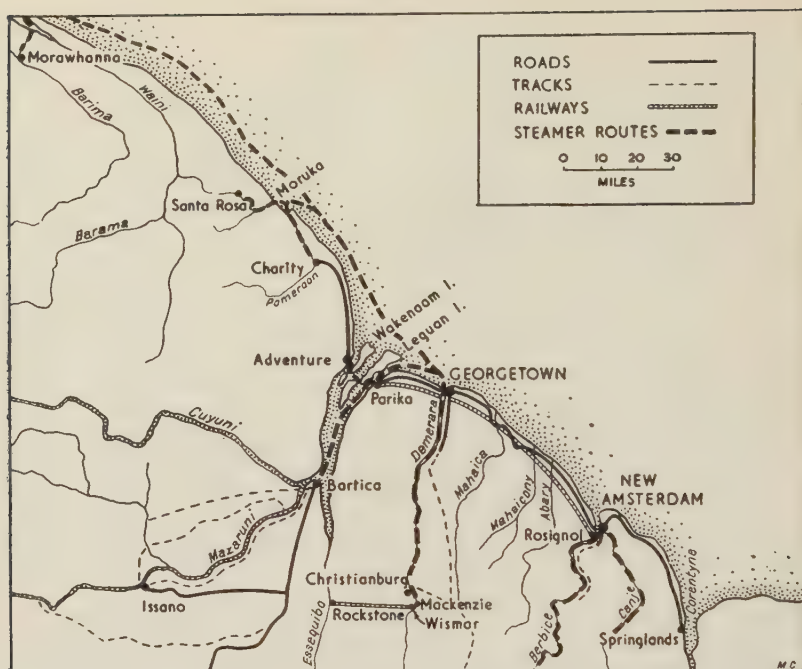 ROADS
TRACKS
RAILWAYS
STEAMER ROUTES
0 10 30
MILES
Morawhanna
Barima
Waini
Santa Rosa
Moruka
Barama
Charity
Pomeroon
Wakenaam I.
Leguan I.
Adventure
GEORGETOWN
Parika
Cuyuni
Demerara
Mahaica
Mahaicony
Abary
NEW
AMSTERDAM
Bartica
Rosignol
Mazaruni
Corentyne
Christianburg
Issano
Mackenzie
Rockstone
Wismar
Essequibo
Berbice
Canje
Springlands
M.C.